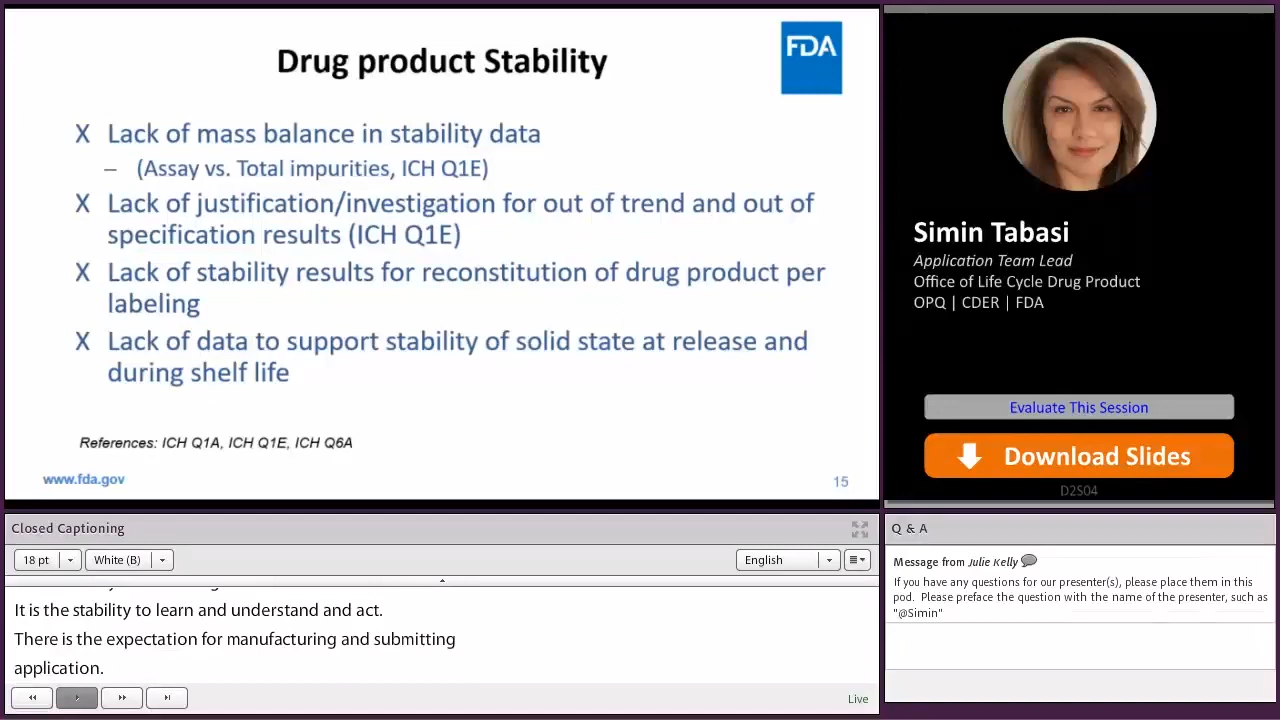 Drug product Stability
FDA
X Lack of mass balance in stability data
– (Assay vs. Total impurities, ICH Q1E)
X Lack of justification/investigation for out of trend and out of
specification results (ICH Q1E)
X Lack of stability results for reconstitution of drug product per
labeling
X Lack of data to support stability of solid state at release and
during shelf life
References: ICH Q1A, ICH Q1E, ICH Q6A
www.fda.gov
15
Simin Tabasi
Application Team Lead
Office of Life Cycle Drug Product
OPQ | CDER | FDA
Evaluate This Session
Download Slides
D2S04
Closed Captioning
18 pt
White (B)
English
It is the stability to learn and understand and act.
There is the expectation for manufacturing and submitting
application.
Live
Q & A
Message from Julie Kelly
If you have any questions for our presenter(s), please place them in this
pod. Please preface the question with the name of the presenter, such as
"@Simin"